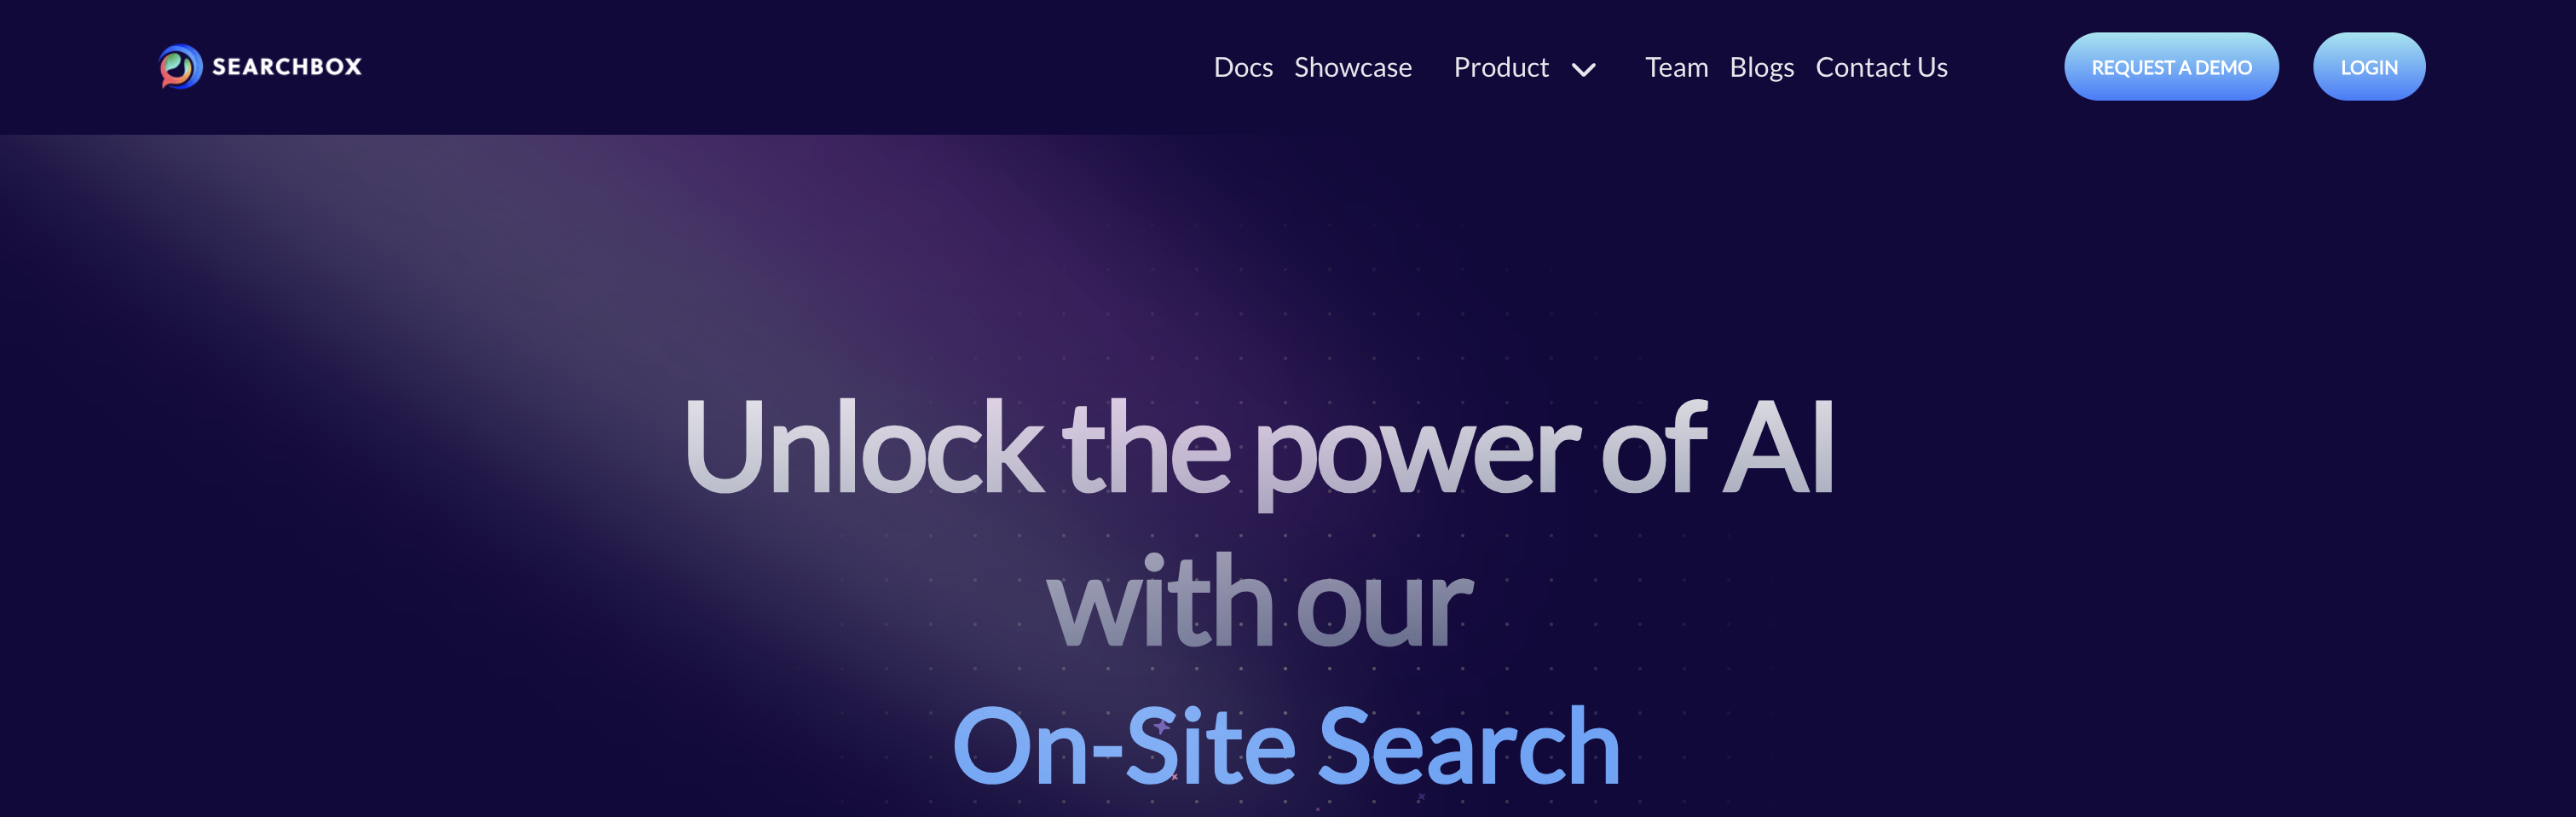 SEARCHBOX
Docs Showcase Product Team Blogs Contact Us REQUEST A DEMO LOGIN
Unlock the power of AI
with our
On-Site Search